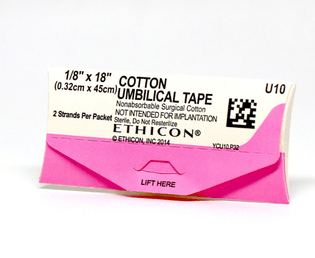 1/8" x 18"
(0.32cm x 45cm)
2 Strands Per Packet
COTTON
UMBILICAL TAPE
Nonabsorbable Surgical Cotton
NOT INTENDED FOR IMPLANTATION
Sterile, Do Not Resterilize
ETHICON®
© ETHICON, INC 2014
U10
YCU10.P32
LIFT HERE